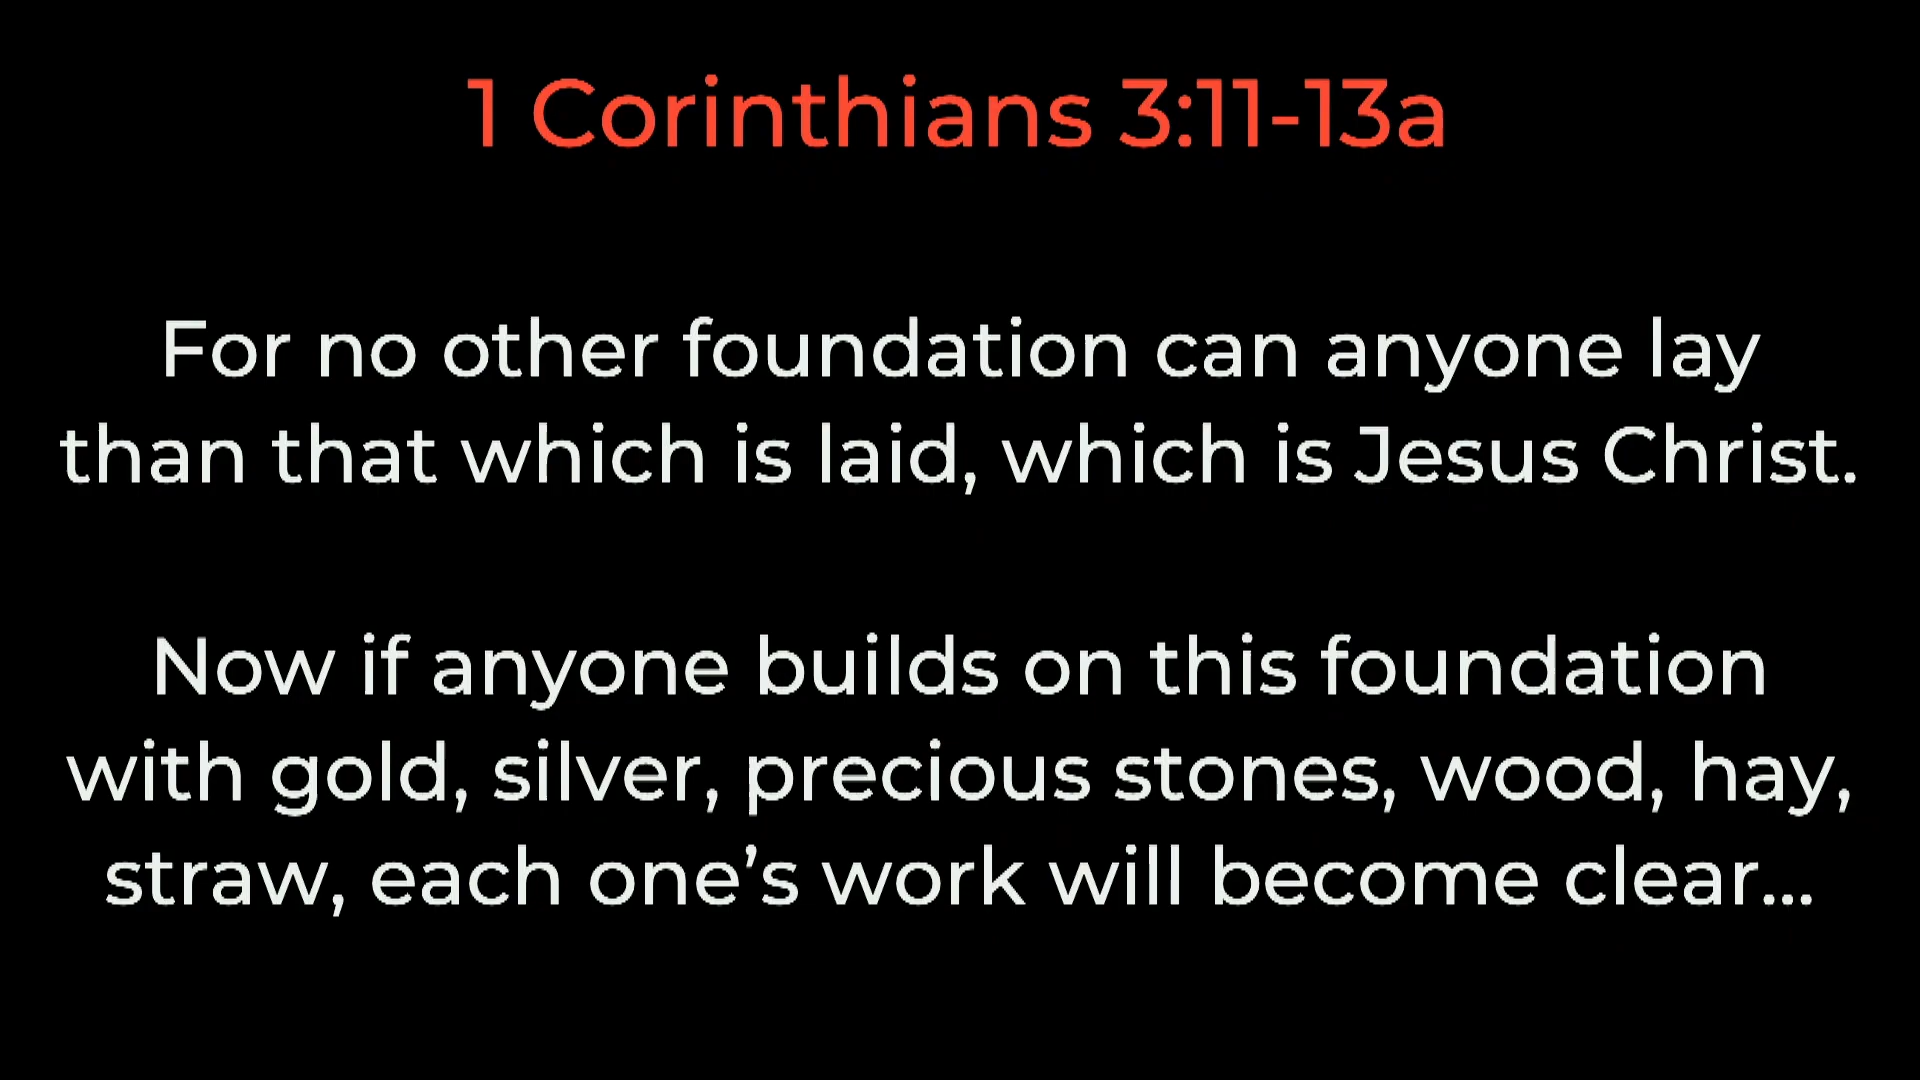 1 Corinthians 3:11-13a
For no other foundation can anyone lay
than that which is laid, which is Jesus Christ.
Now if anyone builds on this foundation
with gold, silver, precious stones, wood, hay,
straw, each one’s work will become clear...